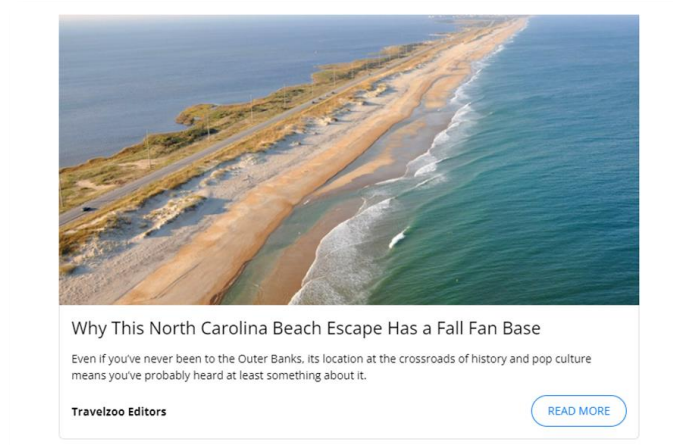 Why This North Carolina Beach Escape Has a Fall Fan Base
Even if you've never been to the Outer Banks, its location at the crossroads of history and pop culture
means you've probably heard at least something about it.
Travelzoo Editors
READ MORE